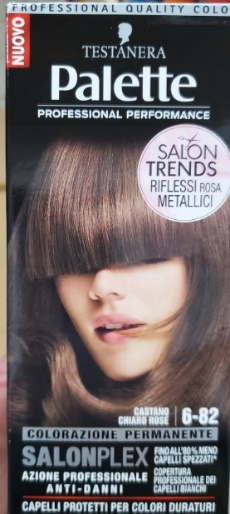 PROFESSIONAL QUALITY COLO
NUOVO
TESTANERA
Palette
PROFESSIONAL PERFORMANCE
SALON
TRENDS
RIFLESSI ROSA
METALLICI
CASTANO
CHIARO ROSÉ
6-82
COLORAZIONE PERMANENTE
SALONPLEX
FINO ALL'80% MENO
CAPELLI SPEZZATI*
AZIONE PROFESSIONALE
ANTI-DANNI
COPERTURA
PROFESSIONALE DEI
CAPELLI BIANCHI
CAPELLI PROTETTI PER COLORI DURATURI